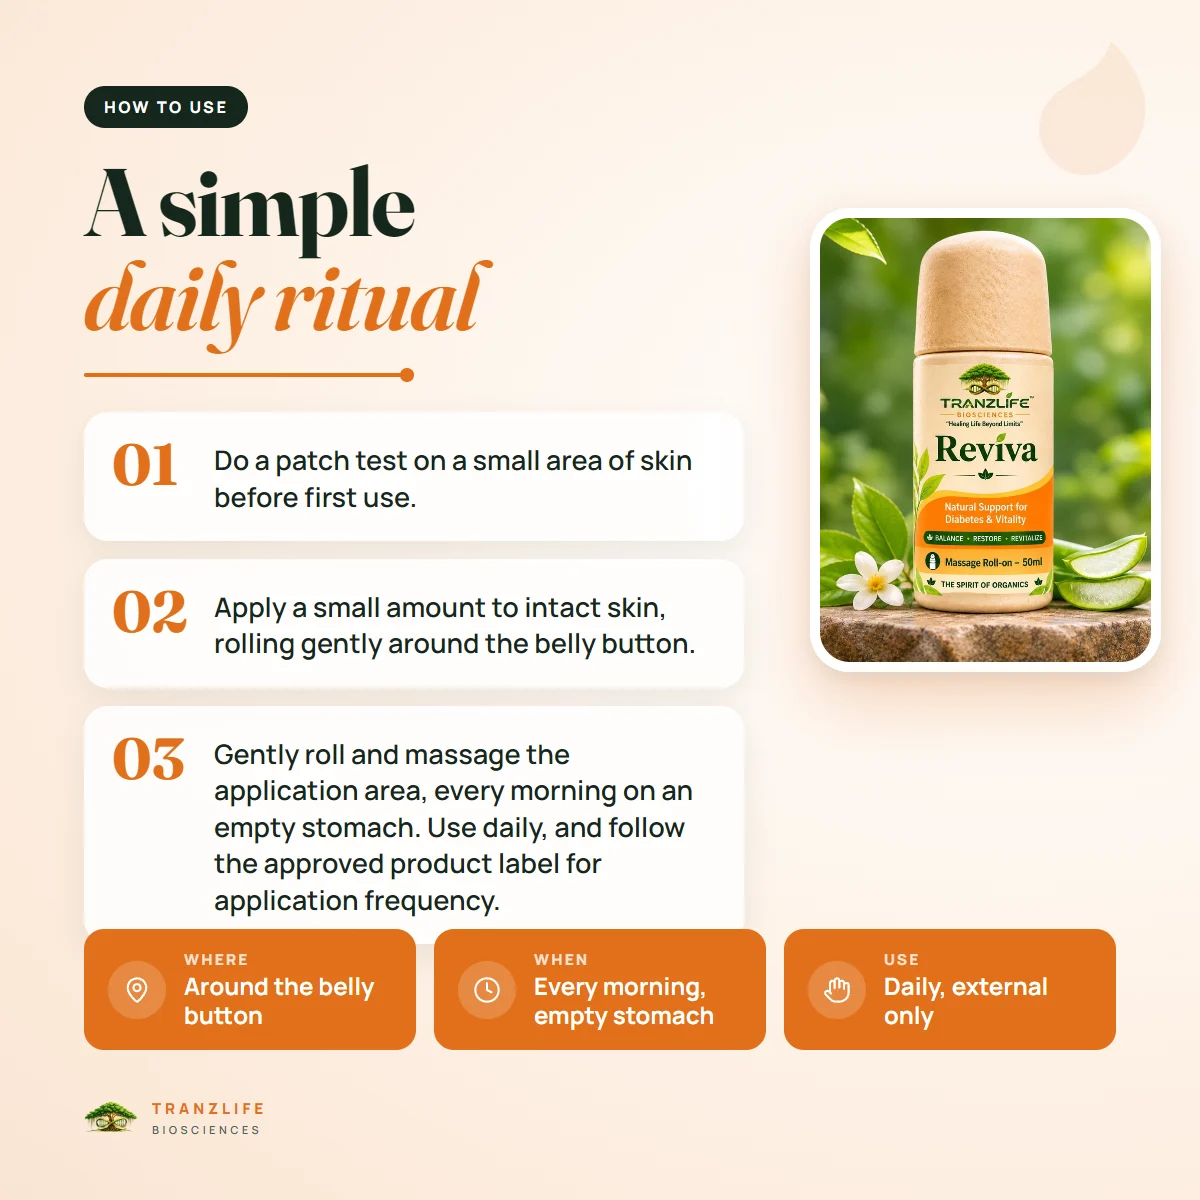 HOW TO USE
A simple
daily ritual
01
Do a patch test on a small area of skin
before first use.
02
Apply a small amount to intact skin,
rolling gently around the belly button.
03
Gently roll and massage the
application area, every morning on an
empty stomach. Use daily, and follow
the approved product label for
application frequency.
TRANZLIFE™
BIOSCIENCES
"Healing Life Beyond Limits"
Reviva
Natural Support for
Diabetes & Vitality
BALANCE • RESTORE • REVITALIZE
Massage Roll-on – 50ml
THE SPIRIT OF ORGANICS
WHERE
Around the belly
button
WHEN
Every morning,
empty stomach
USE
Daily, external
only
TRANZLIFE
BIOSCIENCES